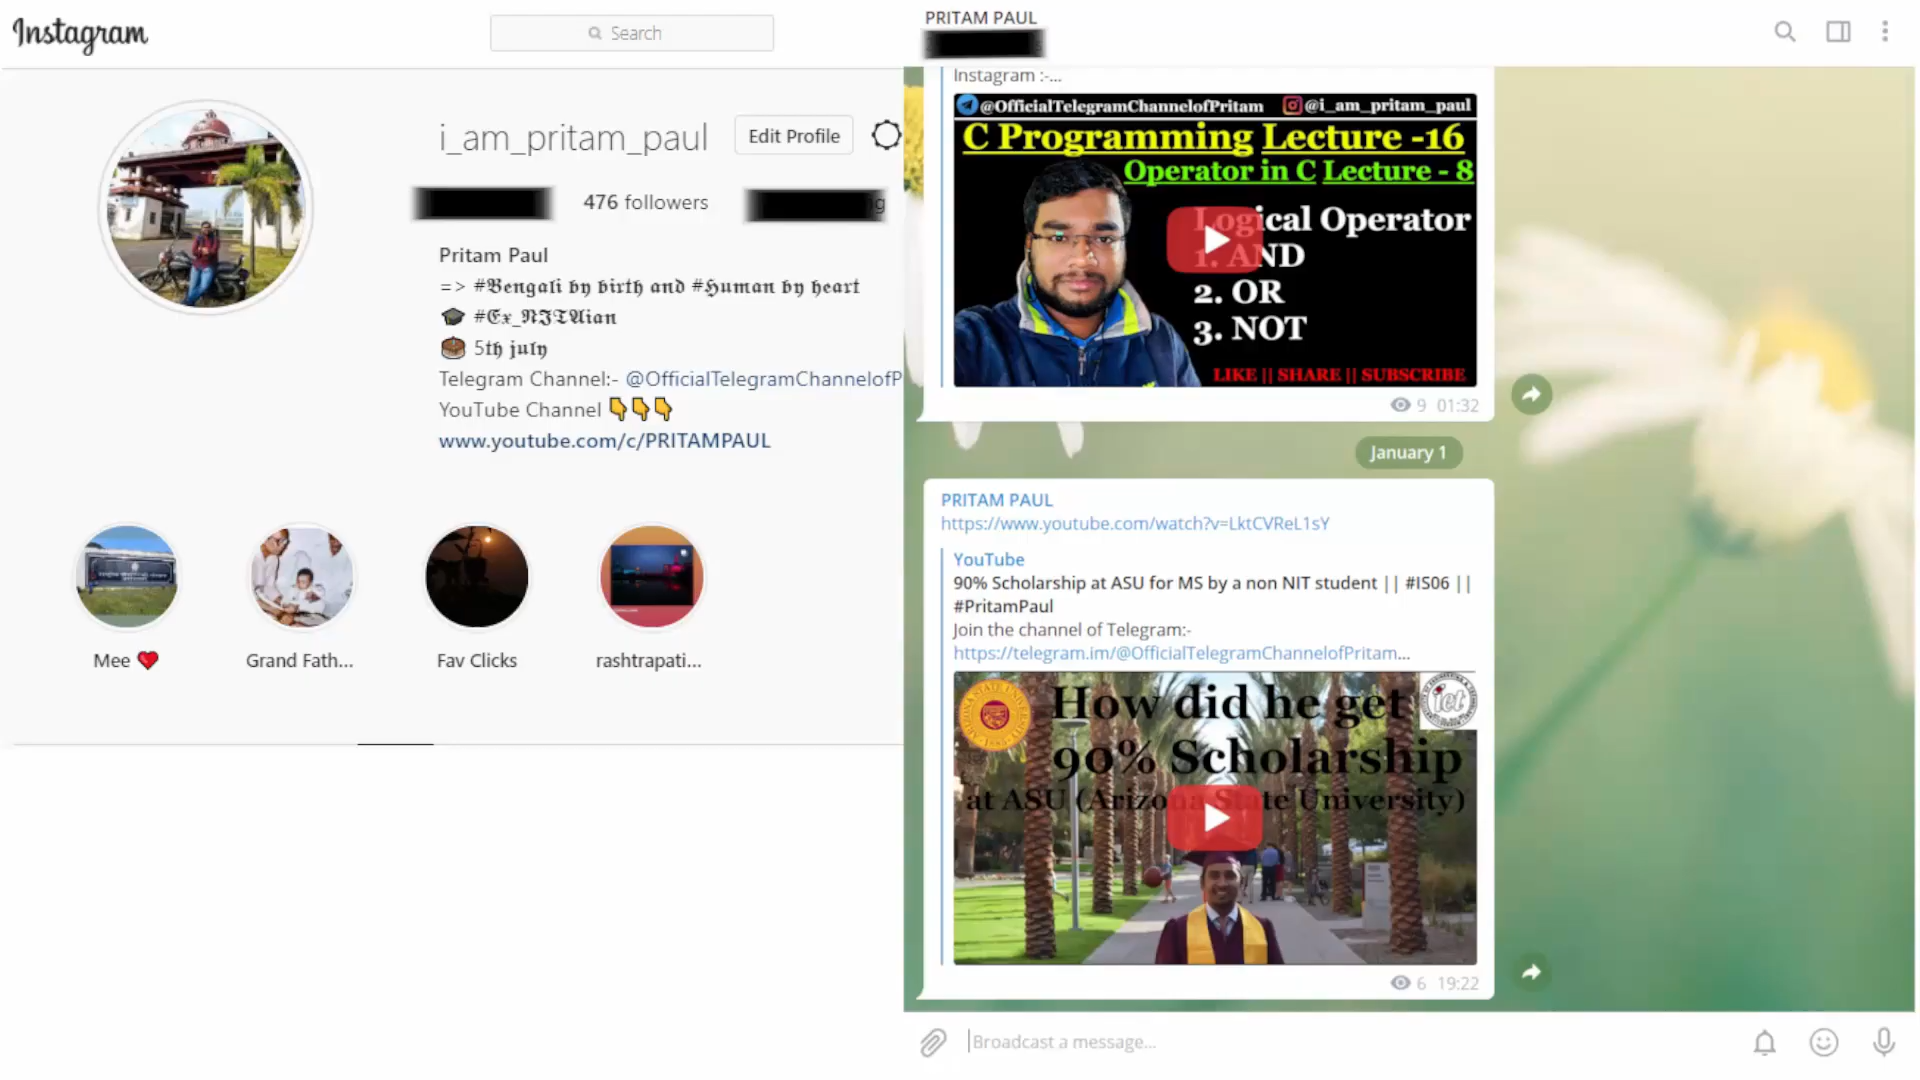 Instagram
Search
i_am_pritam_paul
Edit Profile
476 followers
Pritam Paul
=> #𝕭𝖊𝖓𝖌𝖆𝖑𝖎 𝖇𝖞 𝖇𝖎𝖗𝖙𝖍 𝖆𝖓𝖉 #𝕳𝖚𝖒𝖆𝖓 𝖇𝖞 𝖍𝖊𝖆𝖗𝖙
🎓 #𝕰𝖝_𝕹𝕴𝕿𝕬𝖎𝖆𝖓
🎂 5𝖙𝖍 𝖏𝖚𝖑𝖞
Telegram Channel:- @OfficialTelegramChannelofP
YouTube Channel 👇👇👇
www.youtube.com/c/PRITAMPAUL
Mee ❤️
Grand Fath...
Fav Clicks
rashtrapati...
PRITAM PAUL
Instagram :-...
@OfficialTelegramChannelofPritam @i_am_pritam_paul
C Programming Lecture -16
Operator in C Lecture - 8
Logical Operator
1. AND
2. OR
3. NOT
LIKE || SHARE || SUBSCRIBE
9 01:32
January 1
PRITAM PAUL
https://www.youtube.com/watch?v=LktCVReL1sY
YouTube
90% Scholarship at ASU for MS by a non NIT student || #IS06 ||
#PritamPaul
Join the channel of Telegram:-
https://telegram.im/@OfficialTelegramChannelofPritam...
How did he get
iet
90% Scholarship
at ASU (Arizona State University)
6 19:22
Broadcast a message...